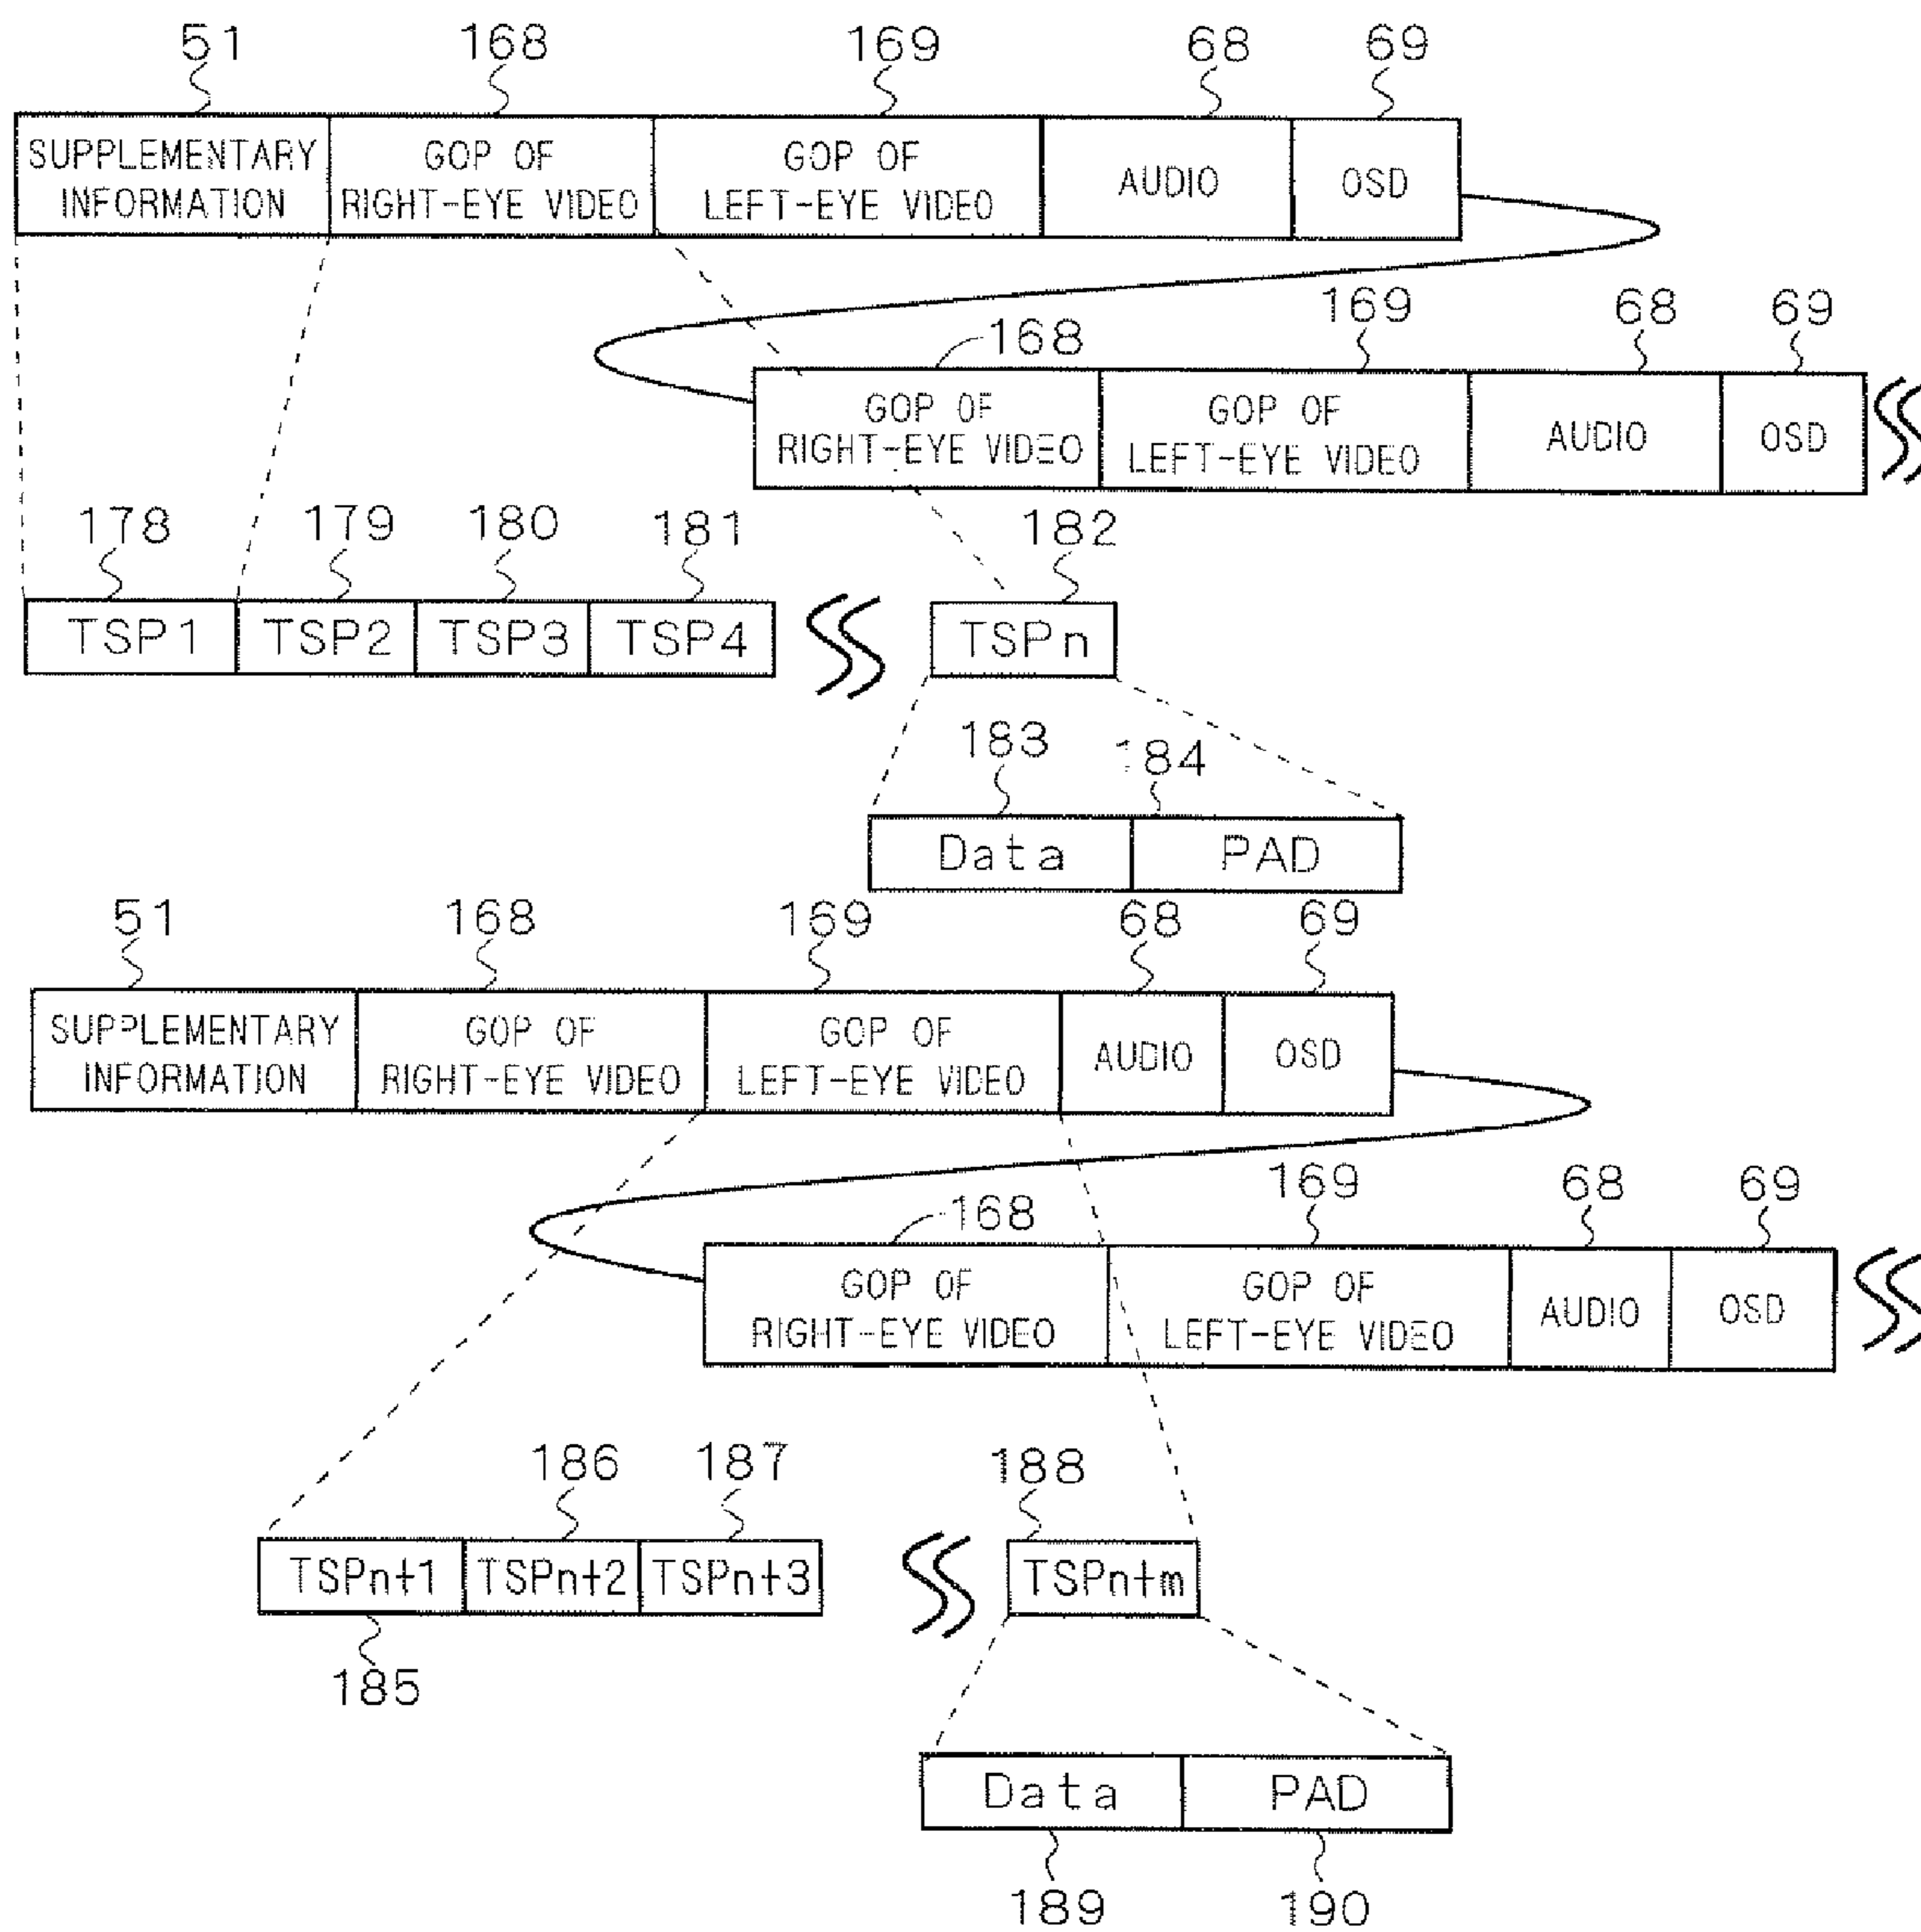 51 168 169 68 69
SUPPLEMENTARY INFORMATION
GOP OF RIGHT-EYE VIDEO
GOP OF LEFT-EYE VIDEO
AUDIO
OSD
168 169 68 69
GOP OF RIGHT-EYE VIDEO
GOP OF LEFT-EYE VIDEO
AUDIO
OSD
178 179 180 181 182
TSP1 TSP2 TSP3 TSP4 TSPn
183 184
Data PAD
51 168 169 68 69
SUPPLEMENTARY INFORMATION
GOP OF RIGHT-EYE VIDEO
GOP OF LEFT-EYE VIDEO
AUDIO
OSD
168 169 68 69
GOP OF RIGHT-EYE VIDEO
GOP OF LEFT-EYE VIDEO
AUDIO
OSD
186 187 188
TSPn+1 TSPn+2 TSPn+3 TSPn+m
185
Data PAD
189 190